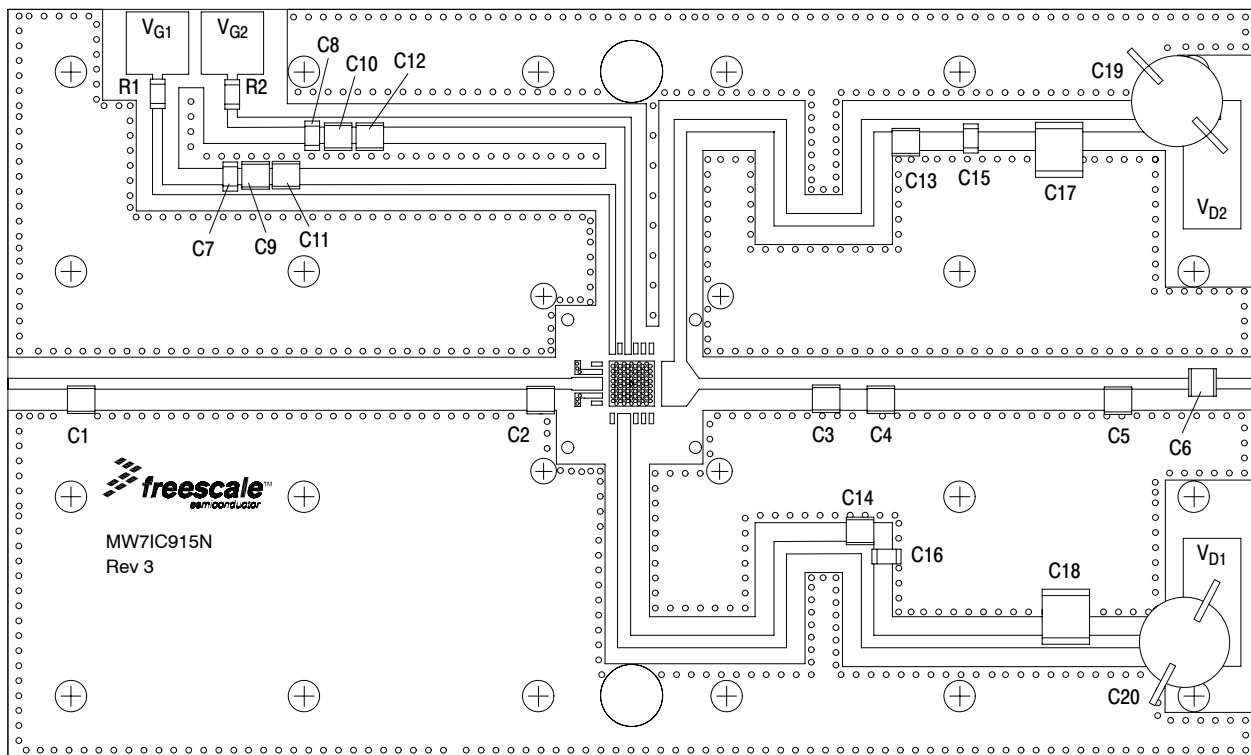 VG1 VG2
R1 R2
C8
C10
C12
C7 C9 C11
C19
C13 C15 C17
VD2
C1 C2 C3 C4 C5 C6
freescale™
semiconductor
MW7IC915N
Rev 3
C14
C16
C18
VD1
C20